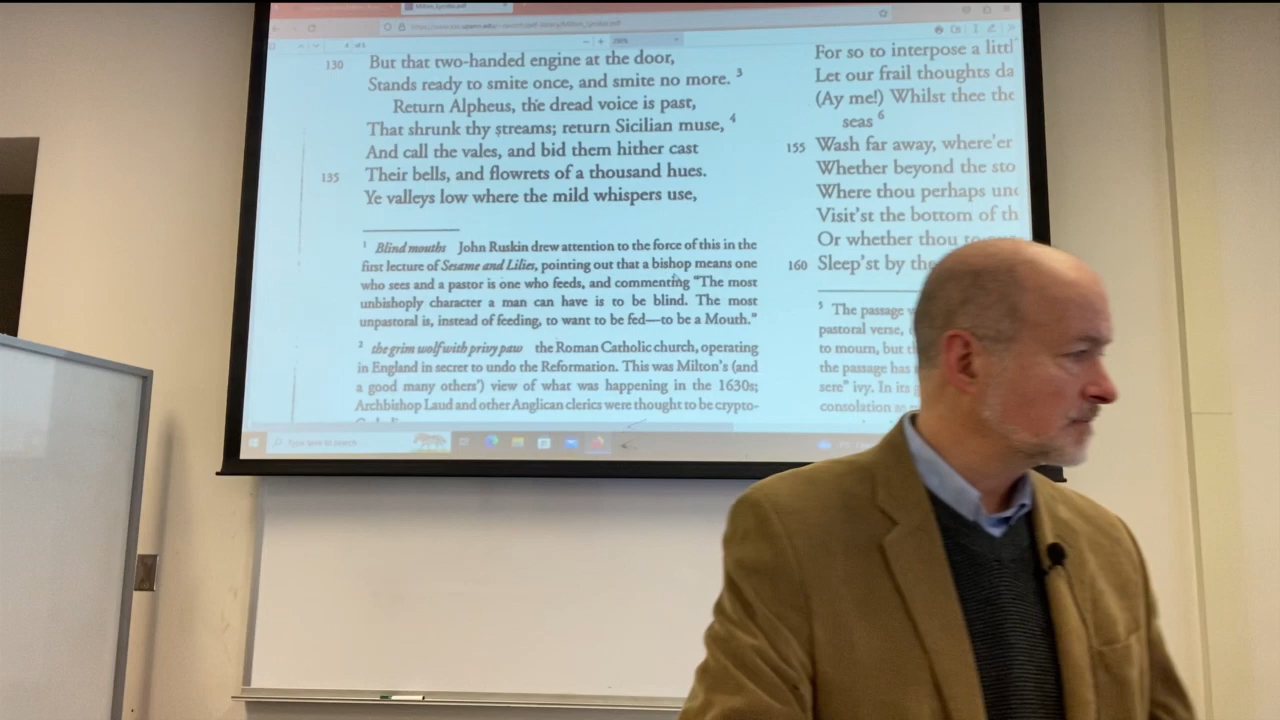 Milton_Lycidas.pdf
130 But that two-handed engine at the door,
Stands ready to smite once, and smite no more. 3
Return Alpheus, the dread voice is past,
That shrunk thy streams; return Sicilian muse, 4
And call the vales, and bid them hither cast
135 Their bells, and flowrets of a thousand hues.
Ye valleys low where the mild whispers use,
1 Blind mouths John Ruskin drew attention to the force of this in the
first lecture of Sesame and Lilies, pointing out that a bishop means one
who sees and a pastor is one who feeds, and commenting "The most
unbishoply character a man can have is to be blind. The most
unpastoral is, instead of feeding, to want to be fed—to be a Mouth."
2 the grim wolf with privy paw the Roman Catholic church, operating
in England in secret to undo the Reformation. This was Milton's (and
a good many others') view of what was happening in the 1630s;
Archbishop Laud and other Anglican clerics were thought to be crypto-
For so to interpose a littl
Let our frail thoughts da
(Ay me!) Whilst thee the
seas 6
155 Wash far away, where'er
Whether beyond the sto
Where thou perhaps und
Visit'st the bottom of th
Or whether thou
160 Sleep'st by the
5 The passage
pastoral verse,
to mourn, but
the passage has
sere" ivy. In its
consolation
Type here to search